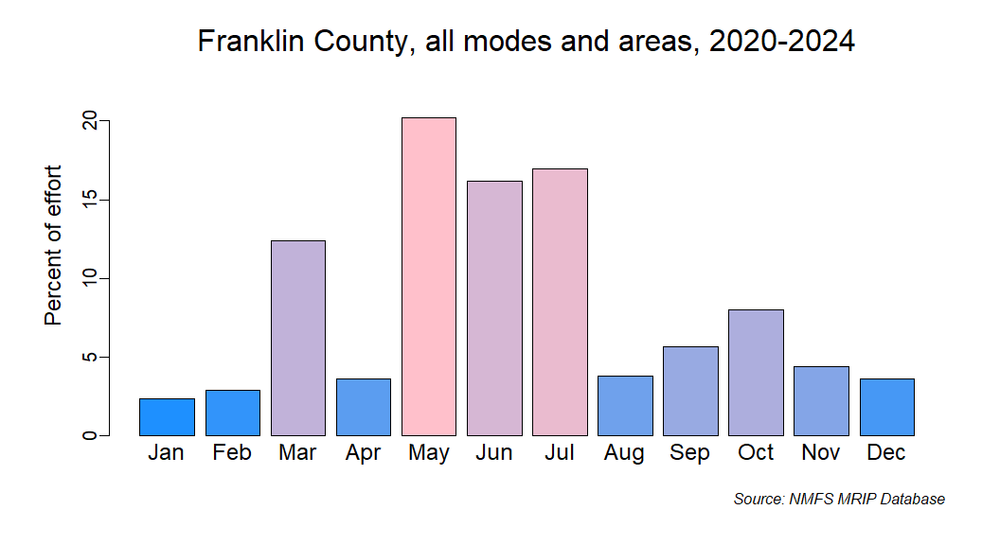 Franklin County, all modes and areas, 2020-2024
Percent of effort
20
15
10
5
0
Jan Feb Mar Apr May Jun Jul Aug Sep Oct Nov Dec
Source: NMFS MRIP Database